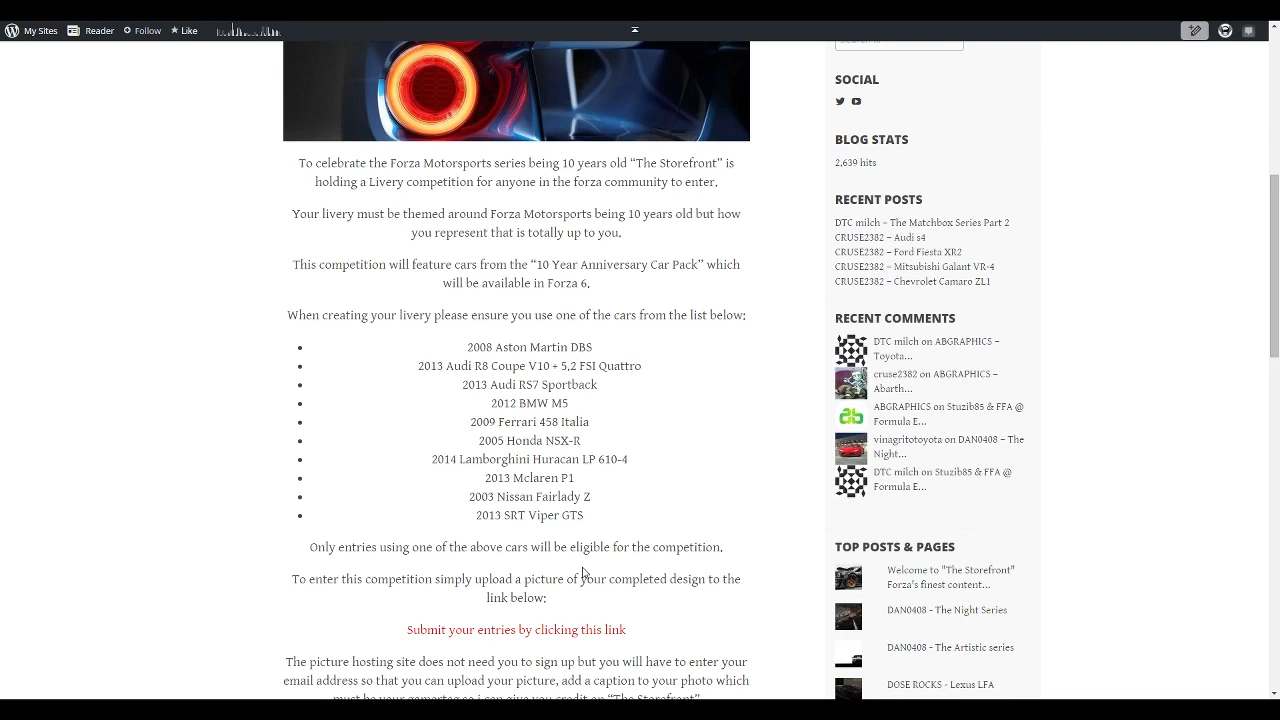 My Sites Reader Follow Like
To celebrate the Forza Motorsports series being 10 years old “The Storefront” is
holding a Livery competition for anyone in the forza community to enter.
Your livery must be themed around Forza Motorsports being 10 years old but how
you represent that is totally up to you.
This competition will feature cars from the “10 Year Anniversary Car Pack” which
will be available in Forza 6.
When creating your livery please ensure you use one of the cars from the list below:
2008 Aston Martin DBS
2013 Audi R8 Coupe V10 + 5,2 FSI Quattro
2013 Audi RS7 Sportback
2012 BMW M5
2009 Ferrari 458 Italia
2005 Honda NSX-R
2014 Lamborghini Huracan LP 610-4
2013 Mclaren P1
2003 Nissan Fairlady Z
2013 SRT Viper GTS
Only entries using one of the above cars will be eligible for the competition.
To enter this competition simply upload a picture of your completed design to the
link below:
Submit your entries by clicking this link
The picture hosting site does not need you to sign up but you will have to enter your
email address so that you can upload your picture, add a caption to your photo which
must be your gamertag so i can give you credit on “The Storefront”
SOCIAL
BLOG STATS
2,639 hits
RECENT POSTS
DTC milch – The Matchbox Series Part 2
CRUSE2382 – Audi s4
CRUSE2382 – Ford Fiesta XR2
CRUSE2382 – Mitsubishi Galant VR-4
CRUSE2382 – Chevrolet Camaro ZL1
RECENT COMMENTS
DTC milch on ABGRAPHICS –
Toyota...
cruse2382 on ABGRAPHICS –
Abarth...
ABGRAPHICS on Stuzib85 & FFA @
Formula E...
vinagritotoyota on DAN0408 – The
Night...
DTC milch on Stuzib85 & FFA @
Formula E...
TOP POSTS & PAGES
Welcome to "The Storefront"
Forza's finest content...
DAN0408 - The Night Series
DAN0408 - The Artistic series
DOSE ROCKS - Lexus LFA